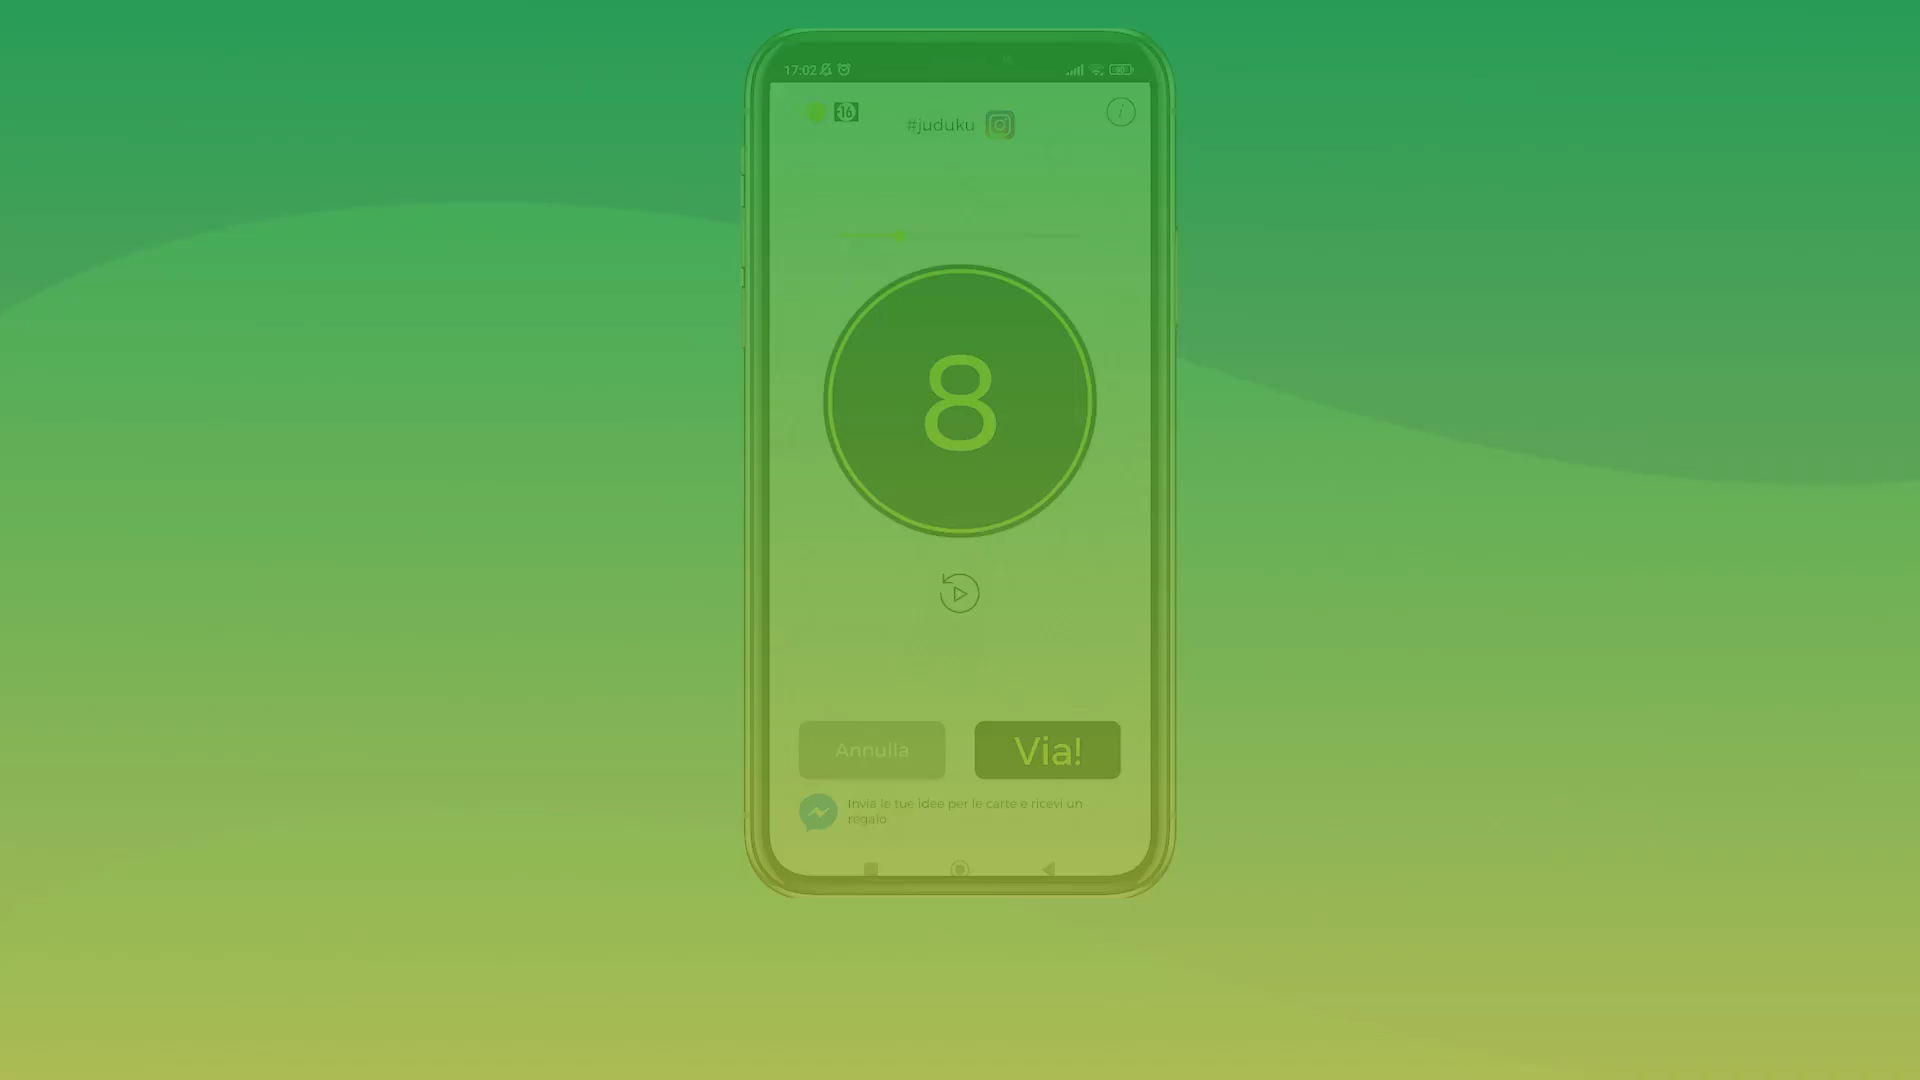 17:02
-16
#juduku
8
Annulla
Via!
Invia le tue idee per le carte e ricevi un
regalo